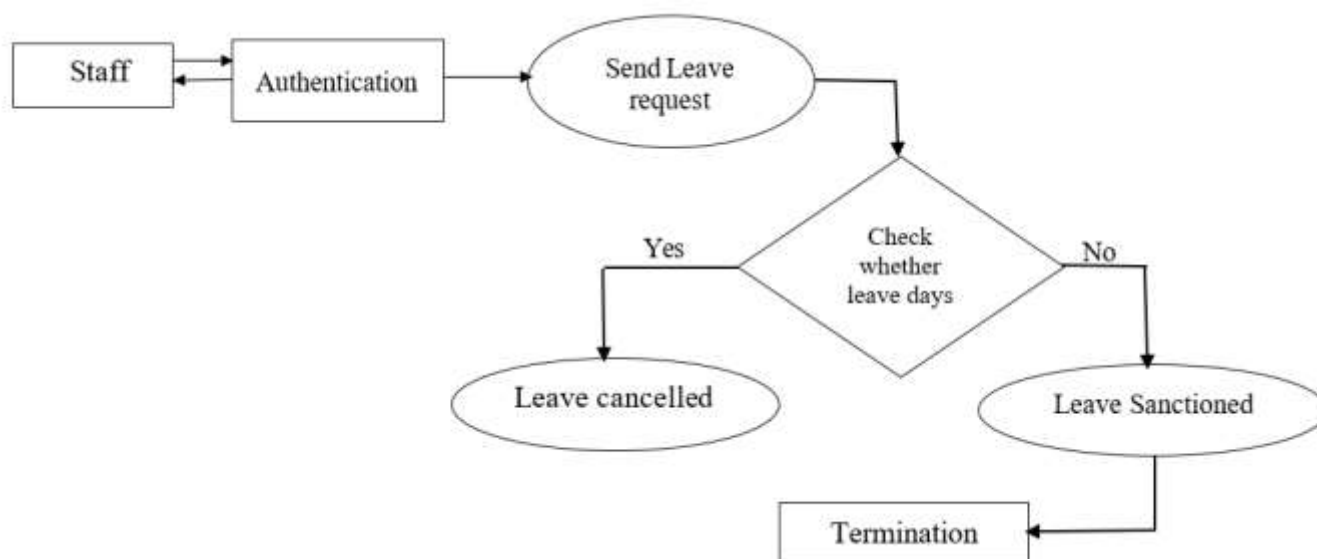 Staff
Authentication
Send Leave
request
Check
whether
leave days
Yes
No
Leave cancelled
Leave Sanctioned
Termination